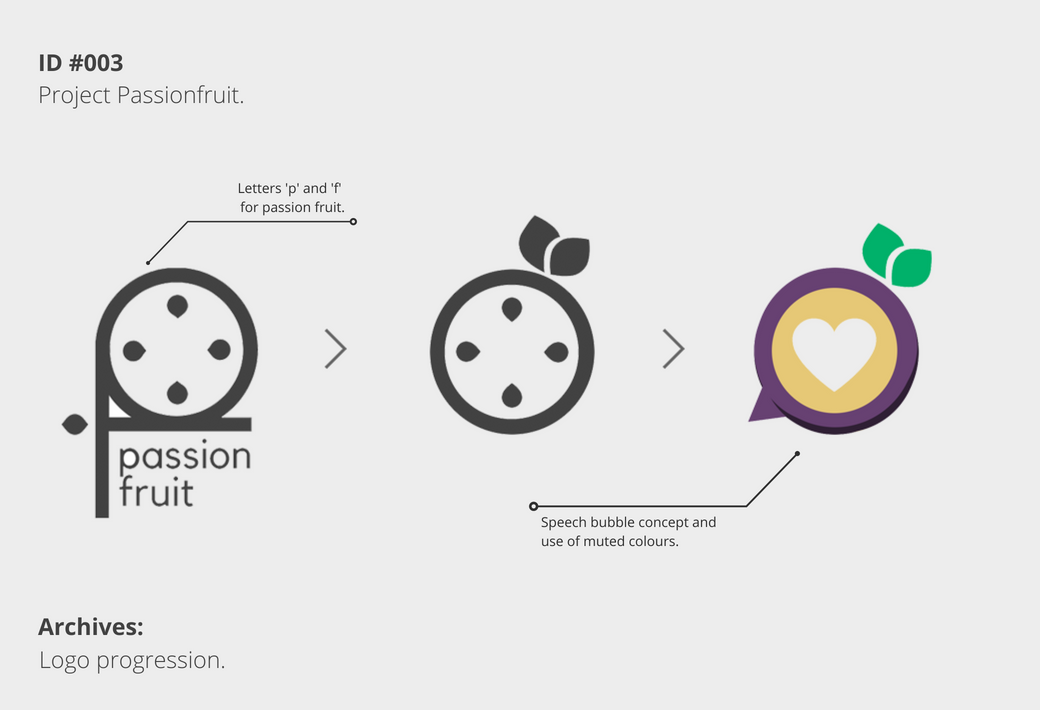 ID #003
Project Passionfruit.
Letters 'p' and 'f'
for passion fruit.
passion
fruit
Speech bubble concept and
use of muted colours.
Archives:
Logo progression.